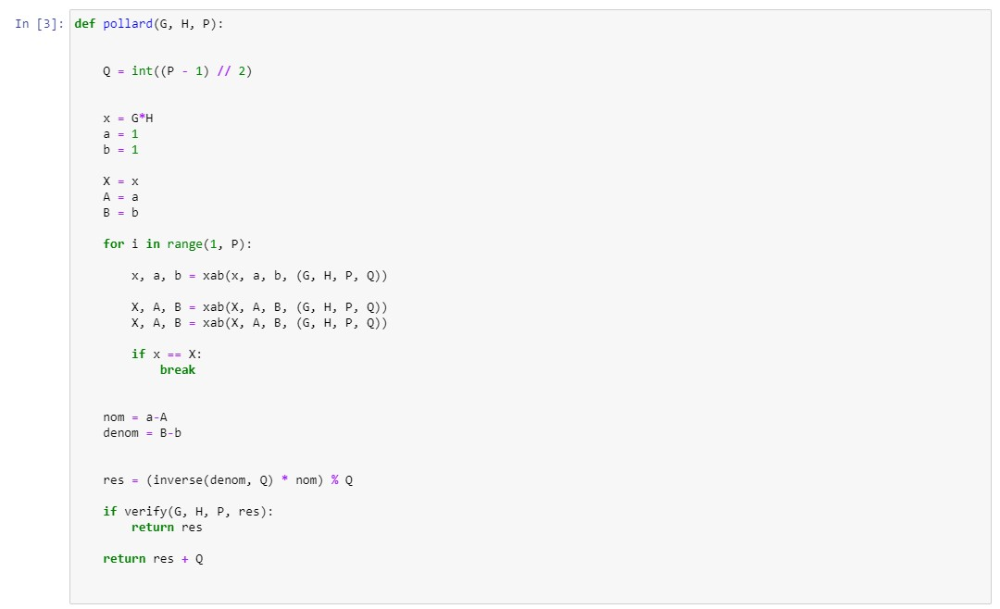 In [3]: def pollard(G, H, P):
Q = int((P - 1) // 2)
x = G*H
a = 1
b = 1
X = x
A = a
B = b
for i in range(1, P):
x, a, b = xab(x, a, b, (G, H, P, Q))
X, A, B = xab(X, A, B, (G, H, P, Q))
X, A, B = xab(X, A, B, (G, H, P, Q))
if x == X:
break
nom = a-A
denom = B-b
res = (inverse(denom, Q) * nom) % Q
if verify(G, H, P, res):
return res
return res + Q